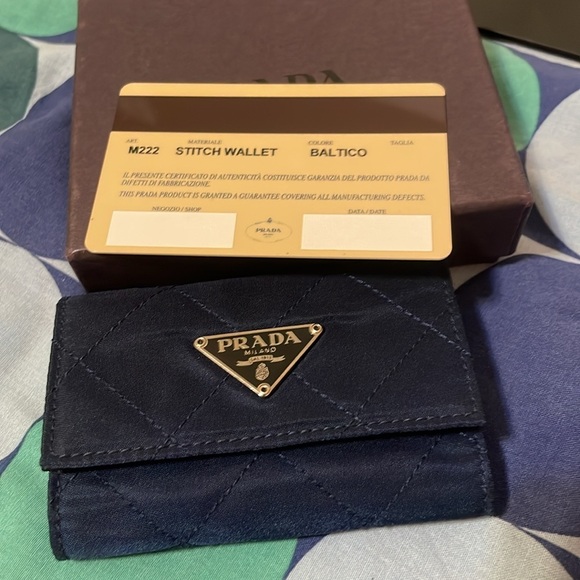 PRADA
ART. MATERIALE COLORE TAGLIA
M222 STITCH WALLET BALTICO
IL PRESENTE CERTIFICATO DI AUTENTICITÀ COSTITUISCE GARANZIA DEL PRODOTTO PRADA DA
DIFETTI DI FABBRICAZIONE.
THIS PRADA PRODUCT IS GRANTED A GUARANTEE COVERING ALL MANUFACTURING DEFECTS.
NEGOZIO / SHOP DATA / DATE
PRADA
PRADA
MILANO